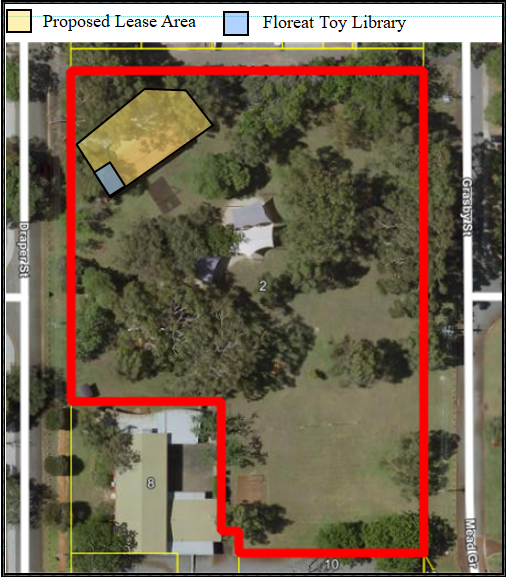 Proposed Lease Area
Floreat Toy Library
Draper St
Grasby St
2
8
10
Mead Gr